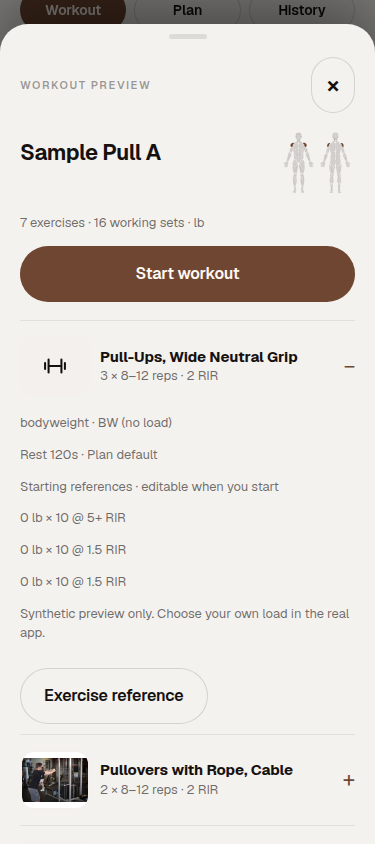 Workout Plan History
WORKOUT PREVIEW
×
Sample Pull A
7 exercises · 16 working sets · lb
Start workout
Pull-Ups, Wide Neutral Grip
3 × 8–12 reps · 2 RIR
−
bodyweight · BW (no load)
Rest 120s · Plan default
Starting references · editable when you start
0 lb × 10 @ 5+ RIR
0 lb × 10 @ 1.5 RIR
0 lb × 10 @ 1.5 RIR
Synthetic preview only. Choose your own load in the real
app.
Exercise reference
Pullovers with Rope, Cable
2 × 8–12 reps · 2 RIR
+